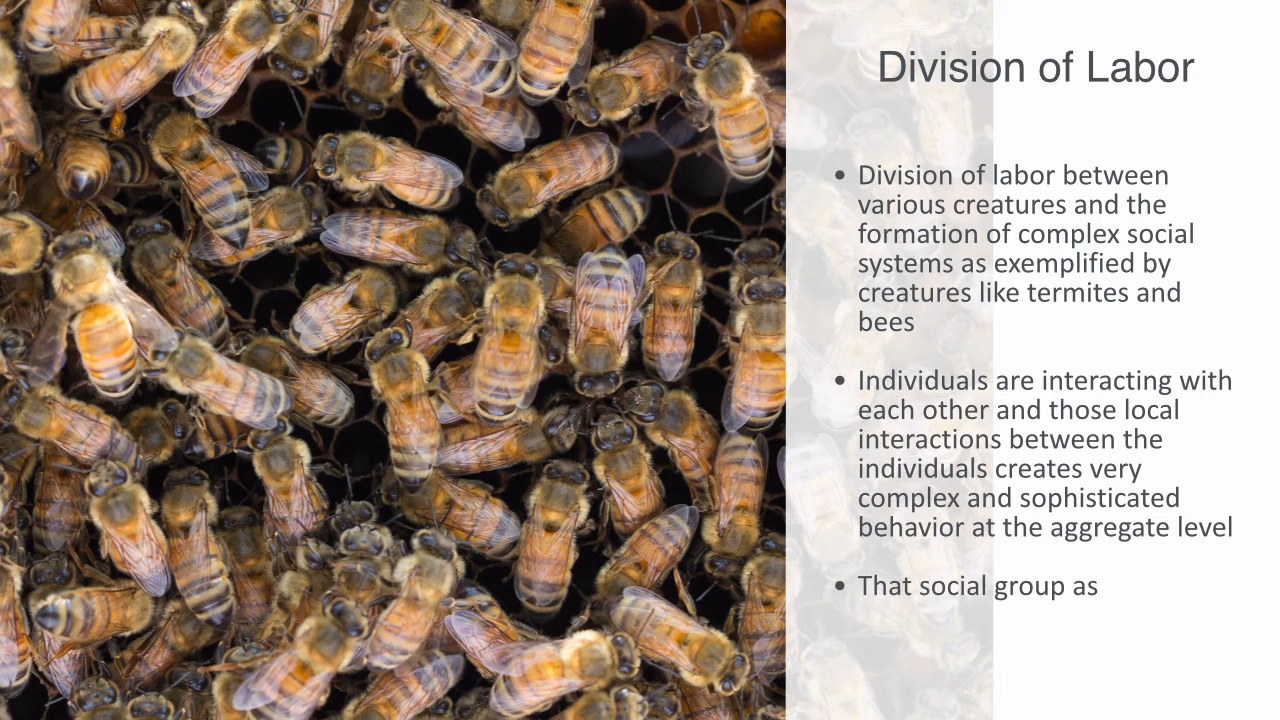 Division of Labor
• Division of labor between
various creatures and the
formation of complex social
systems as exemplified by
creatures like termites and
bees
• Individuals are interacting with
each other and those local
interactions between the
individuals creates very
complex and sophisticated
behavior at the aggregate level
• That social group as